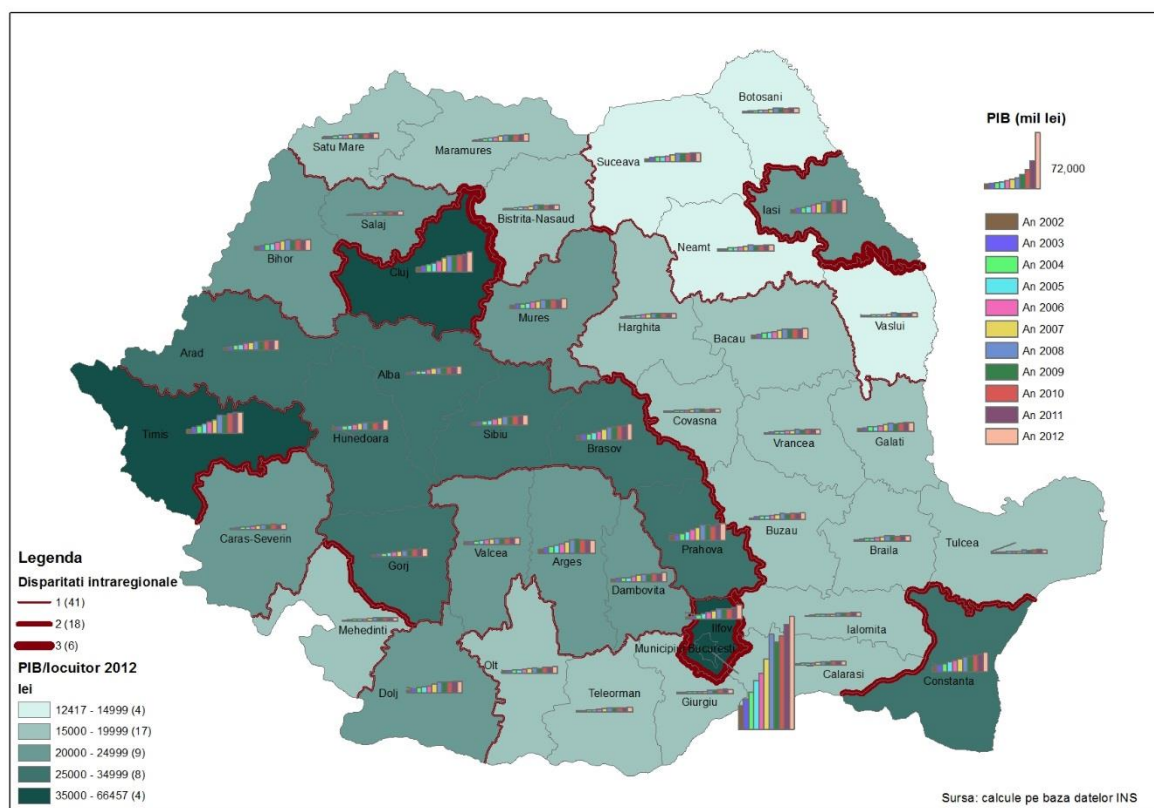 Botosani
Satu Mare
Maramures
Suceava
Iasi
Salaj
Bistrita-Nasaud
Bihor
Cluj
Neamt
Mures
Harghita
Bacau
Vaslui
Arad
Alba
Timis
Hunedoara
Sibiu
Brasov
Covasna
Vrancea
Galati
Caras-Severin
Gorj
Valcea
Arges
Prahova
Buzau
Braila
Tulcea
Dambovita
Mehedinti
Ilfov
Ialomita
Municipiu Bucuresti
Olt
Dolj
Teleorman
Giurgiu
Calarasi
Constanta
PIB (mil lei)
72,000
An 2002
An 2003
An 2004
An 2005
An 2006
An 2007
An 2008
An 2009
An 2010
An 2011
An 2012
Legenda
Disparitati intraregionale
1 (41)
2 (18)
3 (6)
PIB/locuitor 2012
lei
12417 - 14999 (4)
15000 - 19999 (17)
20000 - 24999 (9)
25000 - 34999 (8)
35000 - 66457 (4)
Sursa: calcule pe baza datelor INS